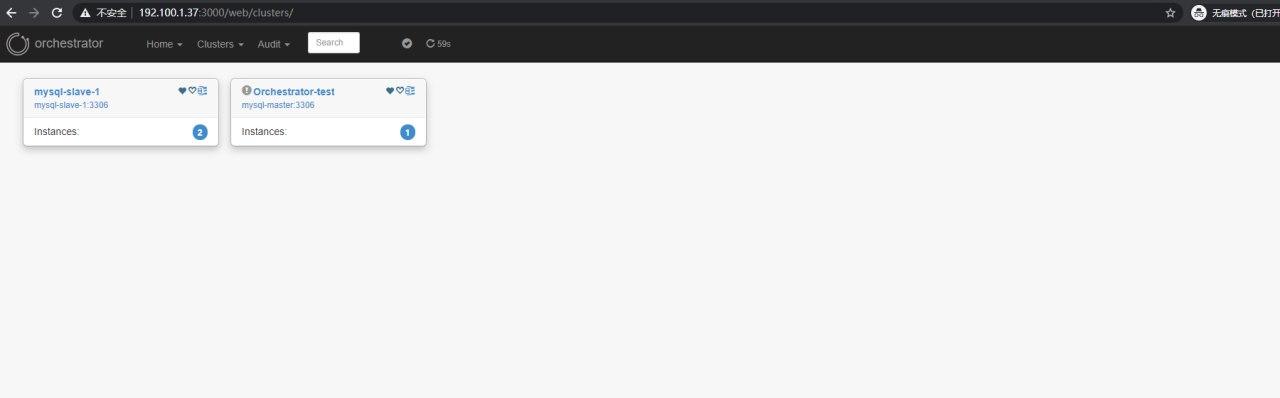 不安全 192.100.1.37:3000/web/clusters/ 无痕模式（已打开
orchestrator Home Clusters Audit Search 59s
mysql-slave-1
mysql-slave-1:3306
Instances: 2
Orchestrator-test
mysql-master:3306
Instances: 1